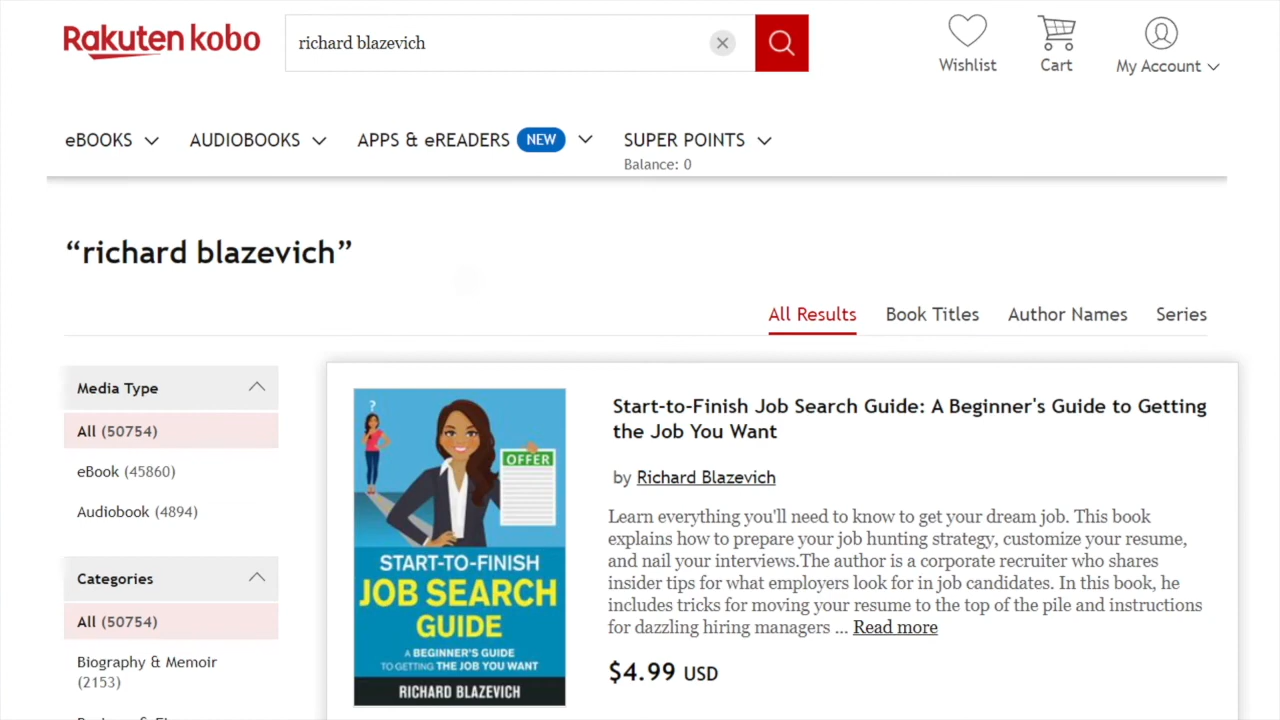 Rakuten kobo
richard blazevich
Wishlist
Cart
My Account
eBOOKS
AUDIOBOOKS
APPS & eREADERS NEW
SUPER POINTS
Balance: 0
“richard blazevich”
All Results
Book Titles
Author Names
Series
Media Type
All (50754)
eBook (45860)
Audiobook (4894)
Categories
All (50754)
Biography & Memoir
(2153)
?
OFFER
START-TO-FINISH
JOB SEARCH
GUIDE
A BEGINNER'S GUIDE
TO GETTING THE JOB YOU WANT
RICHARD BLAZEVICH
Start-to-Finish Job Search Guide: A Beginner's Guide to Getting
the Job You Want
by Richard Blazevich
Learn everything you'll need to know to get your dream job. This book
explains how to prepare your job hunting strategy, customize your resume,
and nail your interviews.The author is a corporate recruiter who shares
insider tips for what employers look for in job candidates. In this book, he
includes tricks for moving your resume to the top of the pile and instructions
for dazzling hiring managers ... Read more
$4.99 USD